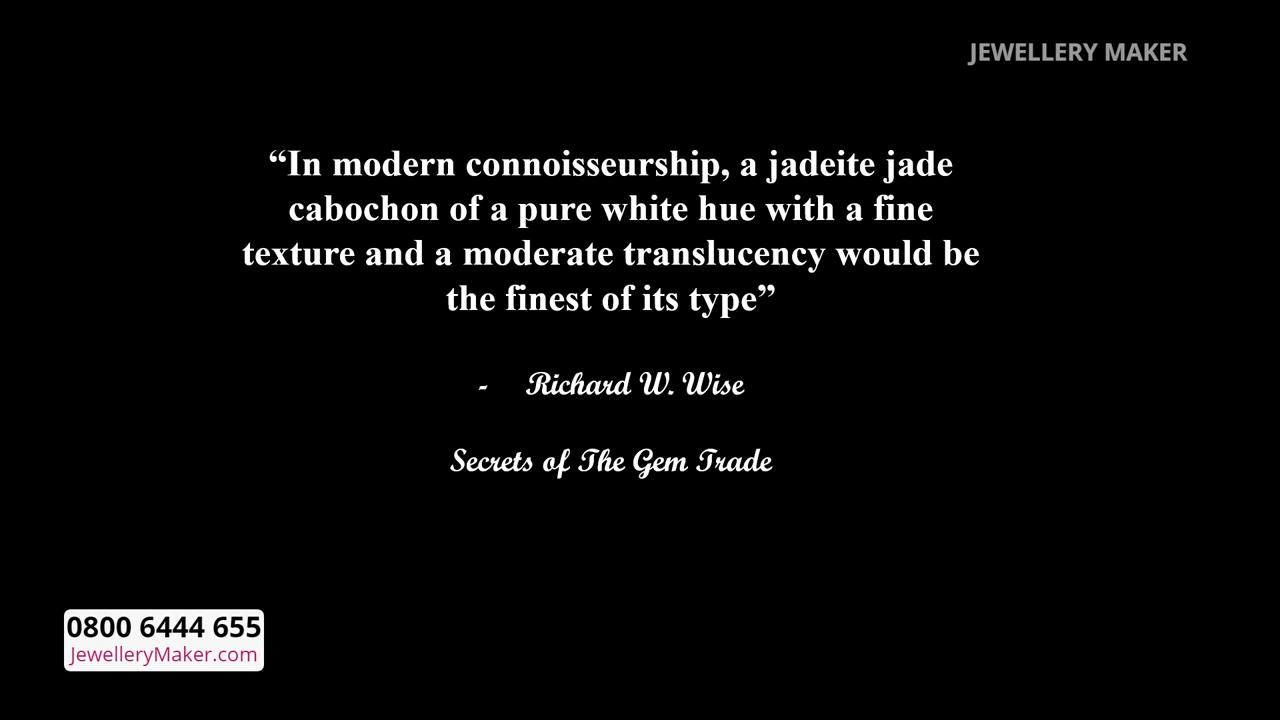 JEWELLERY MAKER
“In modern connoisseurship, a jadeite jade
cabochon of a pure white hue with a fine
texture and a moderate translucency would be
the finest of its type”
- Richard W. Wise
Secrets of The Gem Trade
0800 6444 655
JewelleryMaker.com